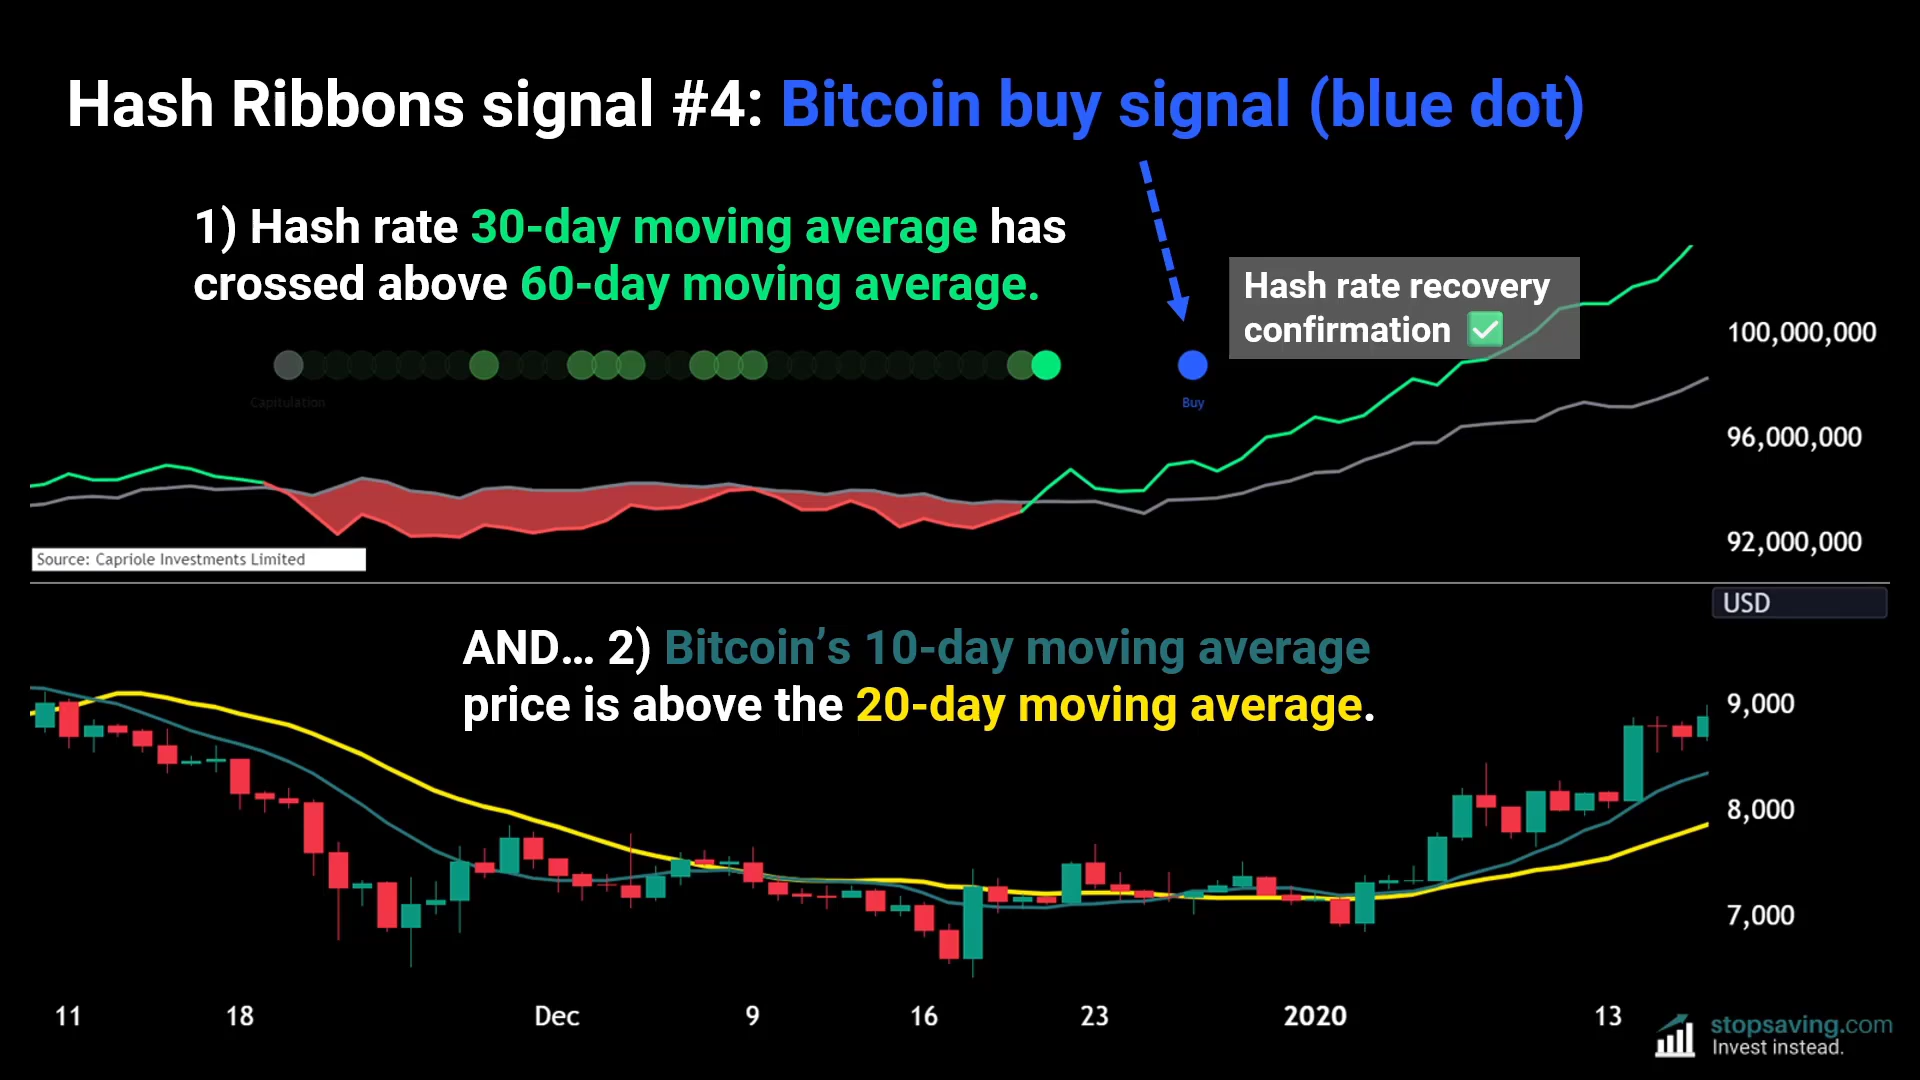 Hash Ribbons signal #4: Bitcoin buy signal (blue dot)
1) Hash rate 30-day moving average has
crossed above 60-day moving average.
Hash rate recovery
confirmation ✅
Capitulation
Buy
100,000,000
96,000,000
92,000,000
Source: Capriole Investments Limited
USD
AND... 2) Bitcoin's 10-day moving average
price is above the 20-day moving average.
9,000
8,000
7,000
11 18 Dec 9 16 23 2020 13
stopsaving.com
Invest instead.